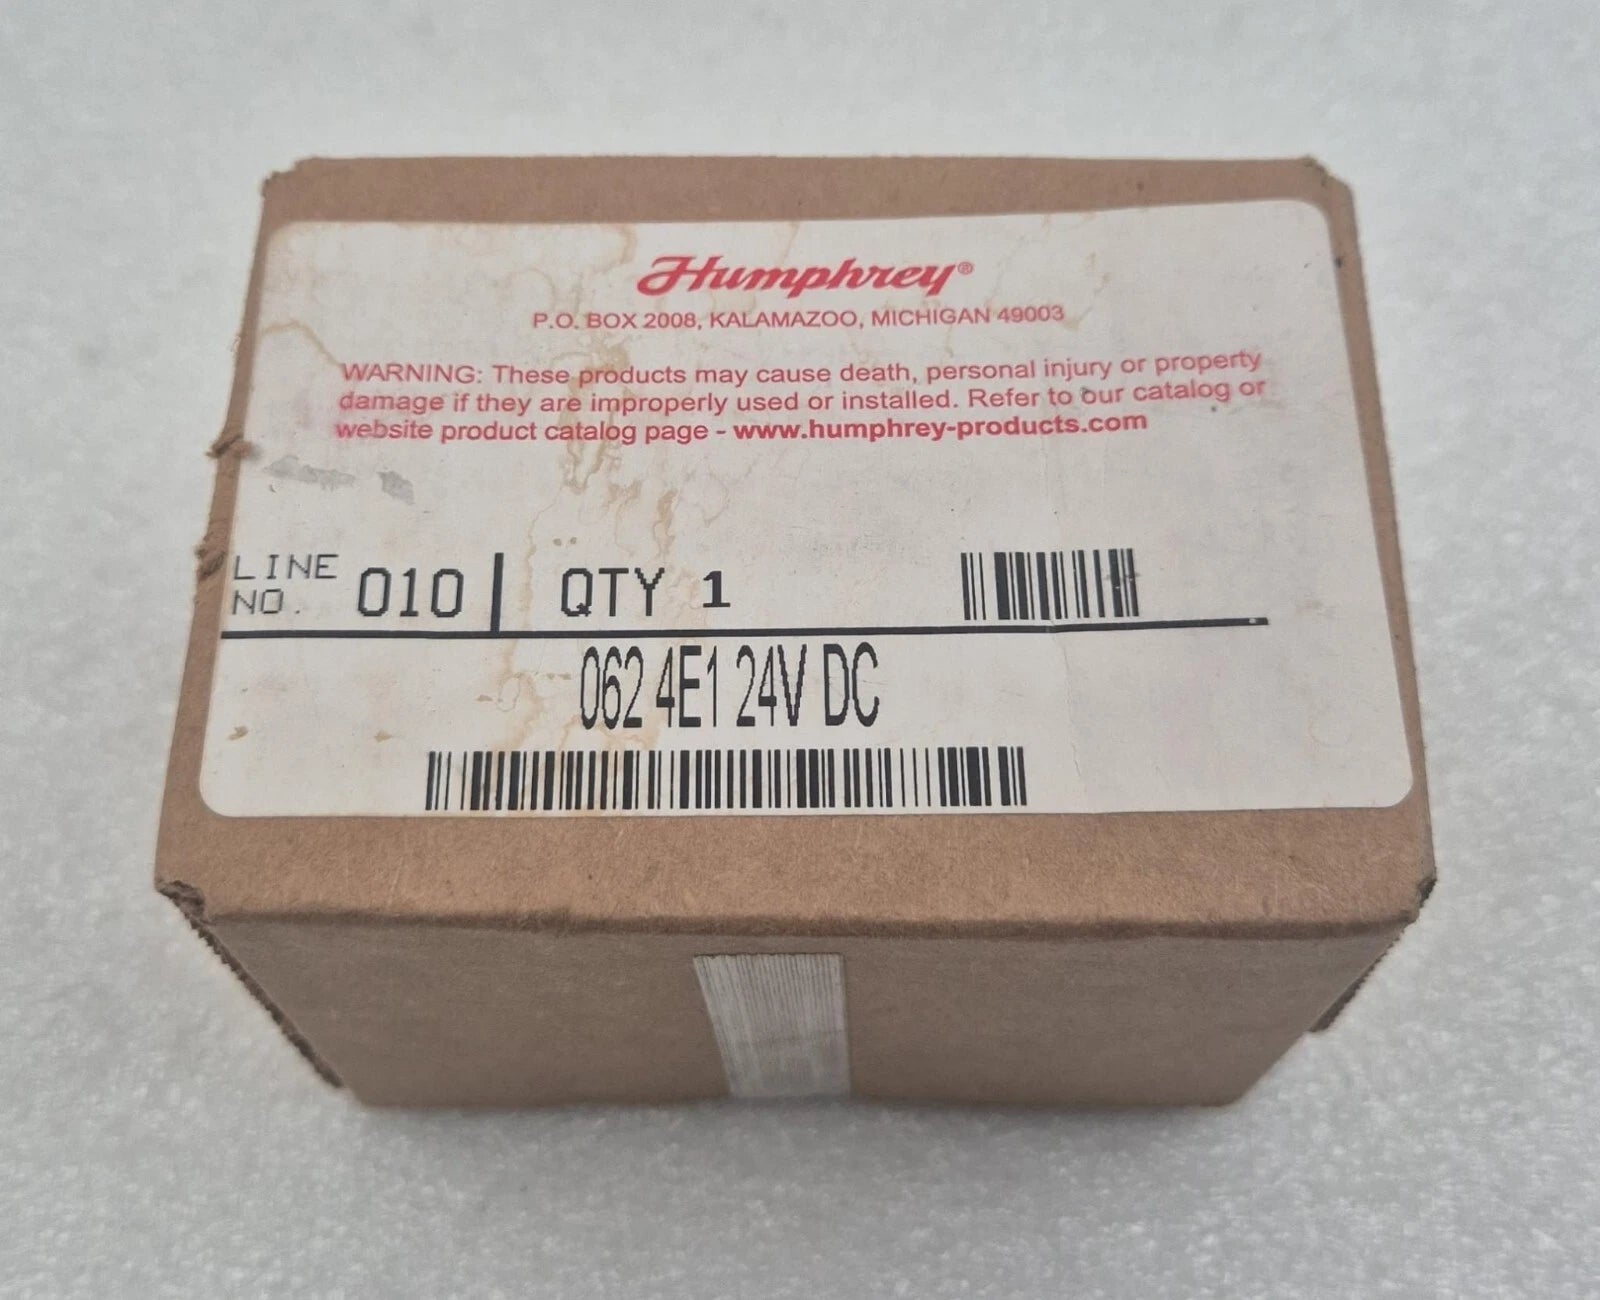 Humphrey®
P.O. BOX 2008, KALAMAZOO, MICHIGAN 49003
WARNING: These products may cause death, personal injury or property
damage if they are improperly used or installed. Refer to our catalog or
website product catalog page - www.humphrey-products.com
LINE NO. 010 QTY 1
062 4E1 24V DC